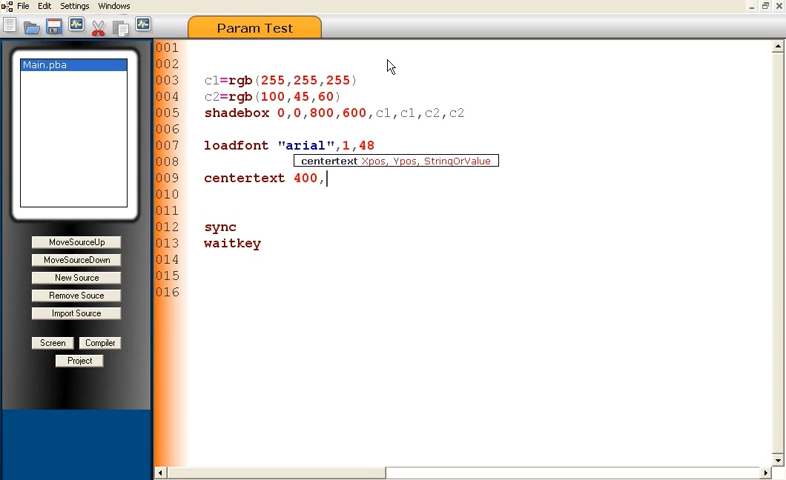 File Edit Settings Windows
Param Test
Main.pba
MoveSourceUp
MoveSourceDown
New Source
Remove Souce
Import Source
Screen Compiler
Project
001
002
003 c1=rgb(255,255,255)
004 c2=rgb(100,45,60)
005 shadebox 0,0,800,600,c1,c1,c2,c2
006
007 loadfont "arial",1,48
008 centertext Xpos, Ypos, StringOrValue
009 centertext 400,
010
011
012 sync
013 waitkey
014
015
016